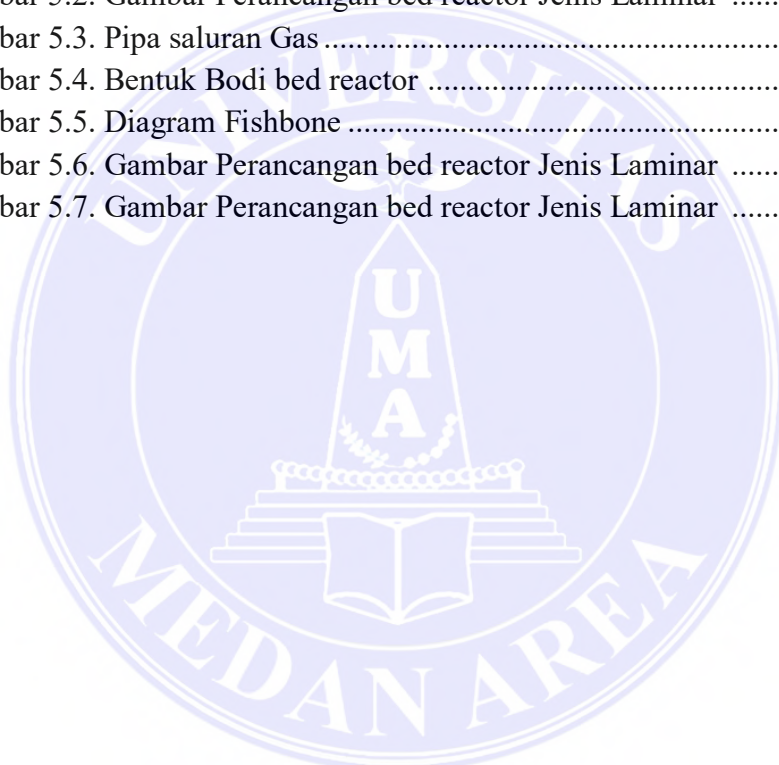 bar 5.2. Gambar Perancangan bed reactor Jenis Laminar ......
bar 5.3. Pipa saluran Gas ......................................................
bar 5.4. Bentuk Bodi bed reactor .........................................
bar 5.5. Diagram Fishbone ...................................................
bar 5.6. Gambar Perancangan bed reactor Jenis Laminar ......
bar 5.7. Gambar Perancangan bed reactor Jenis Laminar ......
UNIVERSITAS
U
M
A
MEDAN AREA